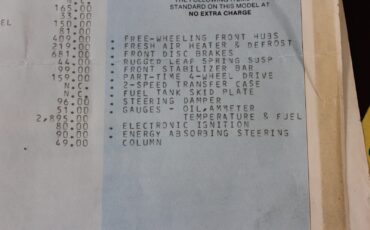 STANDARD ON THIS MODEL AT
NO EXTRA CHARGE
165.00
33.00
150.00
81.00
409.00 ** FREE-WHEELING FRONT HUBS
219.00 ** FRESH AIR HEATER & DEFROST
681.00 ** FRONT DISC BRAKES
44.00 ** RUGGED LEAF SPRING SUSP
99.00 ** FRONT STABILIZER BAR
159.00 ** PART-TIME 4-WHEEL DRIVE
N.C. ** 2-SPEED TRANSFER CASE
N.C. ** FUEL TANK SKID PLATE
96.00 ** STEERING DAMPER
51.00 ** GAUGES - OIL,AMMETER
2,895.00 TEMPERATURE & FUEL
80.00 ** ELECTRONIC IGNITION
90.00 ** ENERGY ABSORBING STEERING
49.00 COLUMN